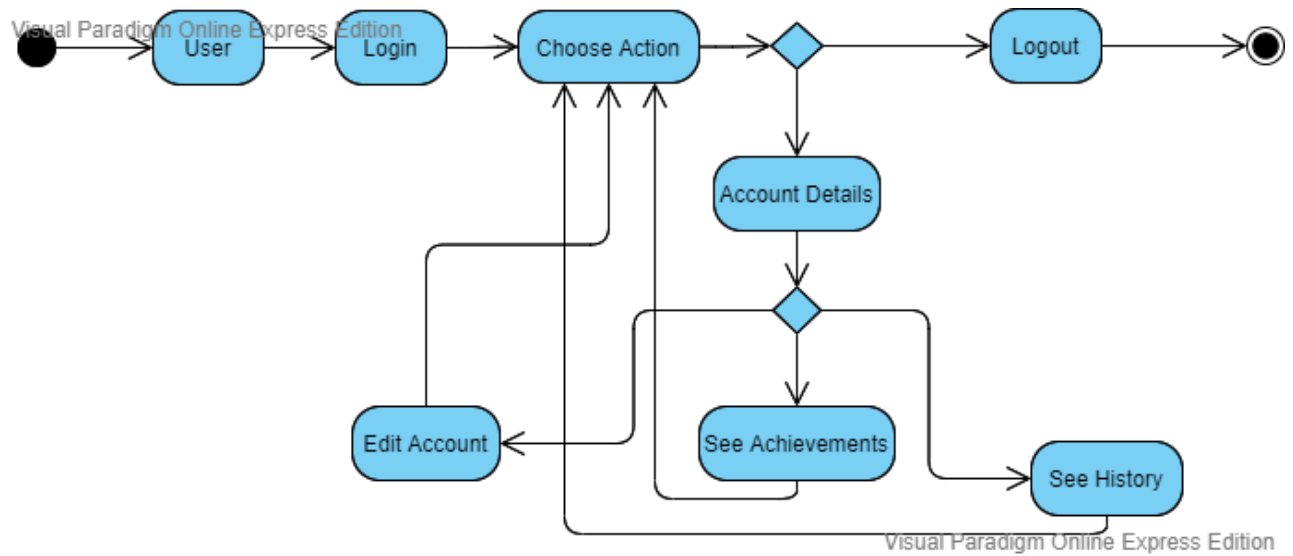 Visual Paradigm Online Express Edition
User
Login
Choose Action
Logout
Account Details
Edit Account
See Achievements
See History
Visual Paradigm Online Express Edition